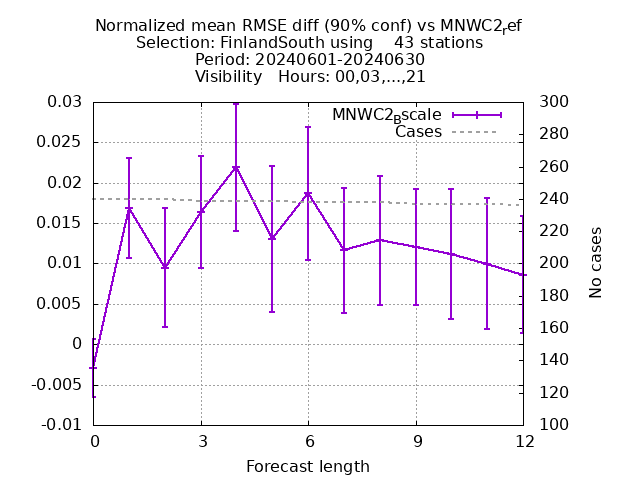 Normalized mean RMSE diff (90% conf) vs MNWC2ref
Selection: FinlandSouth using 43 stations
Period: 20240601-20240630
Visibility Hours: 00,03,...,21
MNWC2Bscale
Cases
0.03
0.025
0.02
0.015
0.01
0.005
0
-0.005
-0.01
300
280
260
240
220
200
180
160
140
120
100
No cases
0 3 6 9 12
Forecast length